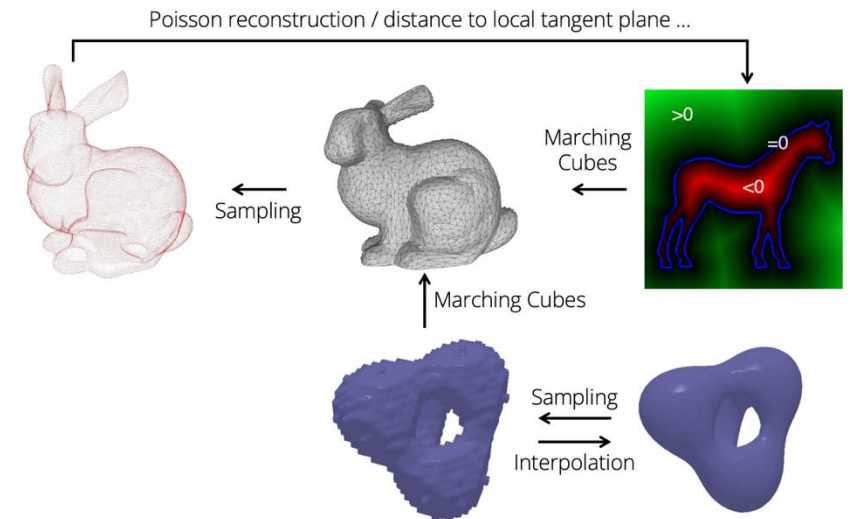 Poisson reconstruction / distance to local tangent plane ...
>0
=0
<0
Marching
Cubes
Sampling
Marching Cubes
Sampling
Interpolation